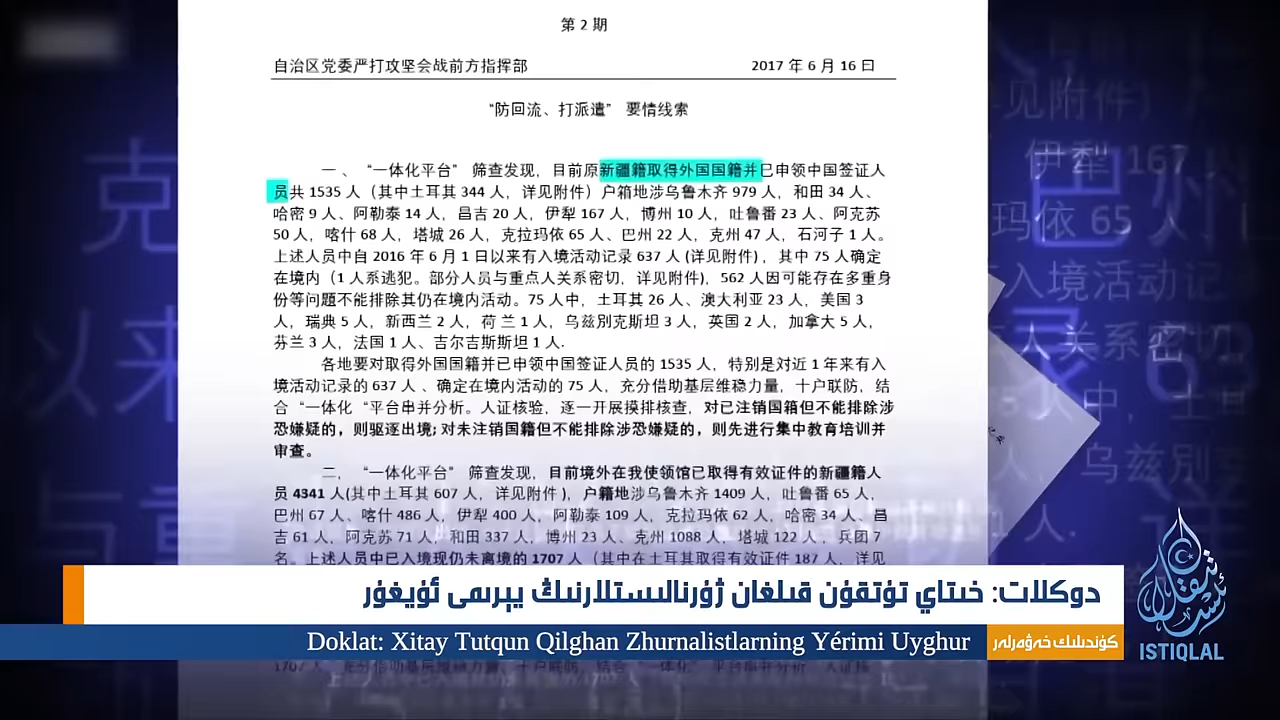 第 2 期
自治区党委严打攻坚会战前方指挥部 2017 年 6 月 16 日
“防回流、打派遣” 要情线索
一 、 “一体化平台” 筛查发现，目前原新疆籍取得外国国籍并已申领中国签证人
员共 1535 人（其中土耳其 344 人，详见附件）户箱地涉乌鲁木齐 979 人，和田 34 人、
哈密 9 人、阿勒泰 14 人，昌吉 20 人，伊犁 167 人，博州 10 人，吐鲁番 23 人、阿克苏
50 人，喀什 68 人，塔城 26 人，克拉玛依 65 人、巴州 22 人，克州 47 人，石河子 1 人。
上述人员中自 2016 年 6 月 1 日以来有入境活动记录 637 人 (详见附件)，其中 75 人确定
在境内（1 人系逃犯。部分人员与重点人关系密切，详见附件)，562 人因可能存在多重身
份等问题不能排除其仍在境内活动。75 人中，土耳其 26 人、澳大利亚 23 人，美国 3
人，瑞典 5 人，新西兰 2 人，荷 兰 1 人，乌兹别克斯坦 3 人，英国 2 人，加拿大 5 人，
芬兰 3 人，法国 1 人、吉尔吉斯斯坦 1 人.
各地要对取得外国国籍并已申领中国签证人员的 1535 人，特别是对近 1 年来有入
境活动记录的 637 人 、确定在境内活动的 75 人，充分借助基层维稳力量，十户联防，结
合 “一体化 “平台串并分析。人证核验，逐一开展摸排核查，对已注销国籍但不能排除涉
恐嫌疑的，则驱逐出境; 对未注销国籍但不能排除涉恐嫌疑的，则先进行集中教育培训并
审查。
二，“一体化平台” 筛查发现，目前境外在我使领馆已取得有效证件的新疆籍人
员 4341 人(其中土耳其 607 人，详见附件 )，户籍地涉乌鲁木齐 1409 人，吐鲁番 65 人，
巴州 67 人、喀什 486 人，伊犁 400 人，阿勒泰 109 人，克拉玛依 62 人，哈密 34 人、昌
吉 61 人，阿克苏 71 人，和田 337 人，博州 23 人、克州 1088 人，塔城 122 人，兵团 7
名。上述人员中已入境现仍未离境的 1707 人（其中在土耳其取得有效证件 187 人，详见
دوكلات: خىتاي تۇتقۇن قىلغان ژۇرنالىستلارنىڭ يېرىمى ئۇيغۇر
Doklat: Xitay Tutqun Qilghan Zhurnalistlarning Yérimi Uyghur
كۈندىلىك خەۋەرلەر
ISTIQLAL